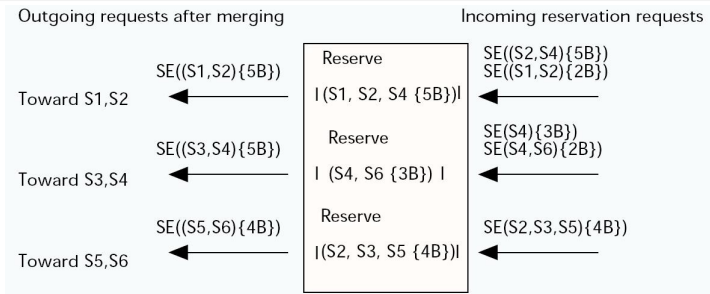 Outgoing requests after merging
Incoming reservation requests
SE((S1,S2){5B})
Toward S1,S2
Reserve
|(S1, S2, S4 {5B})|
SE((S2,S4){5B})
SE((S1,S2){2B})
SE((S3,S4){5B})
Toward S3,S4
Reserve
| (S4, S6 {3B}) |
SE(S4){3B})
SE(S4,S6){2B})
SE((S5,S6){4B})
Toward S5,S6
Reserve
|(S2, S3, S5 {4B})|
SE(S2,S3,S5){4B})